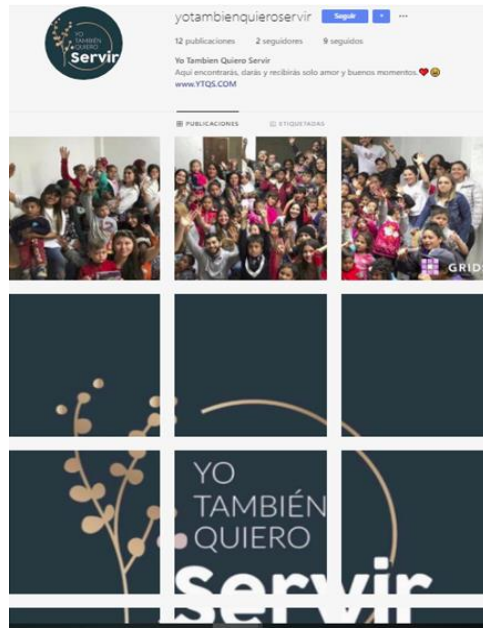 YO
TAMBIÉN
QUIERO
Servir
yotambienquieroservir Seguir
12 publicaciones 2 seguidores 9 seguidos
Yo Tambien Quiero Servir
Aquí encontrarás, darás y recibirás solo amor y buenos momentos.❤😄
www.YTQS.COM
PUBLICACIONES ETIQUETADAS
GRIDS
YO
TAMBIÉN
QUIERO
Servir